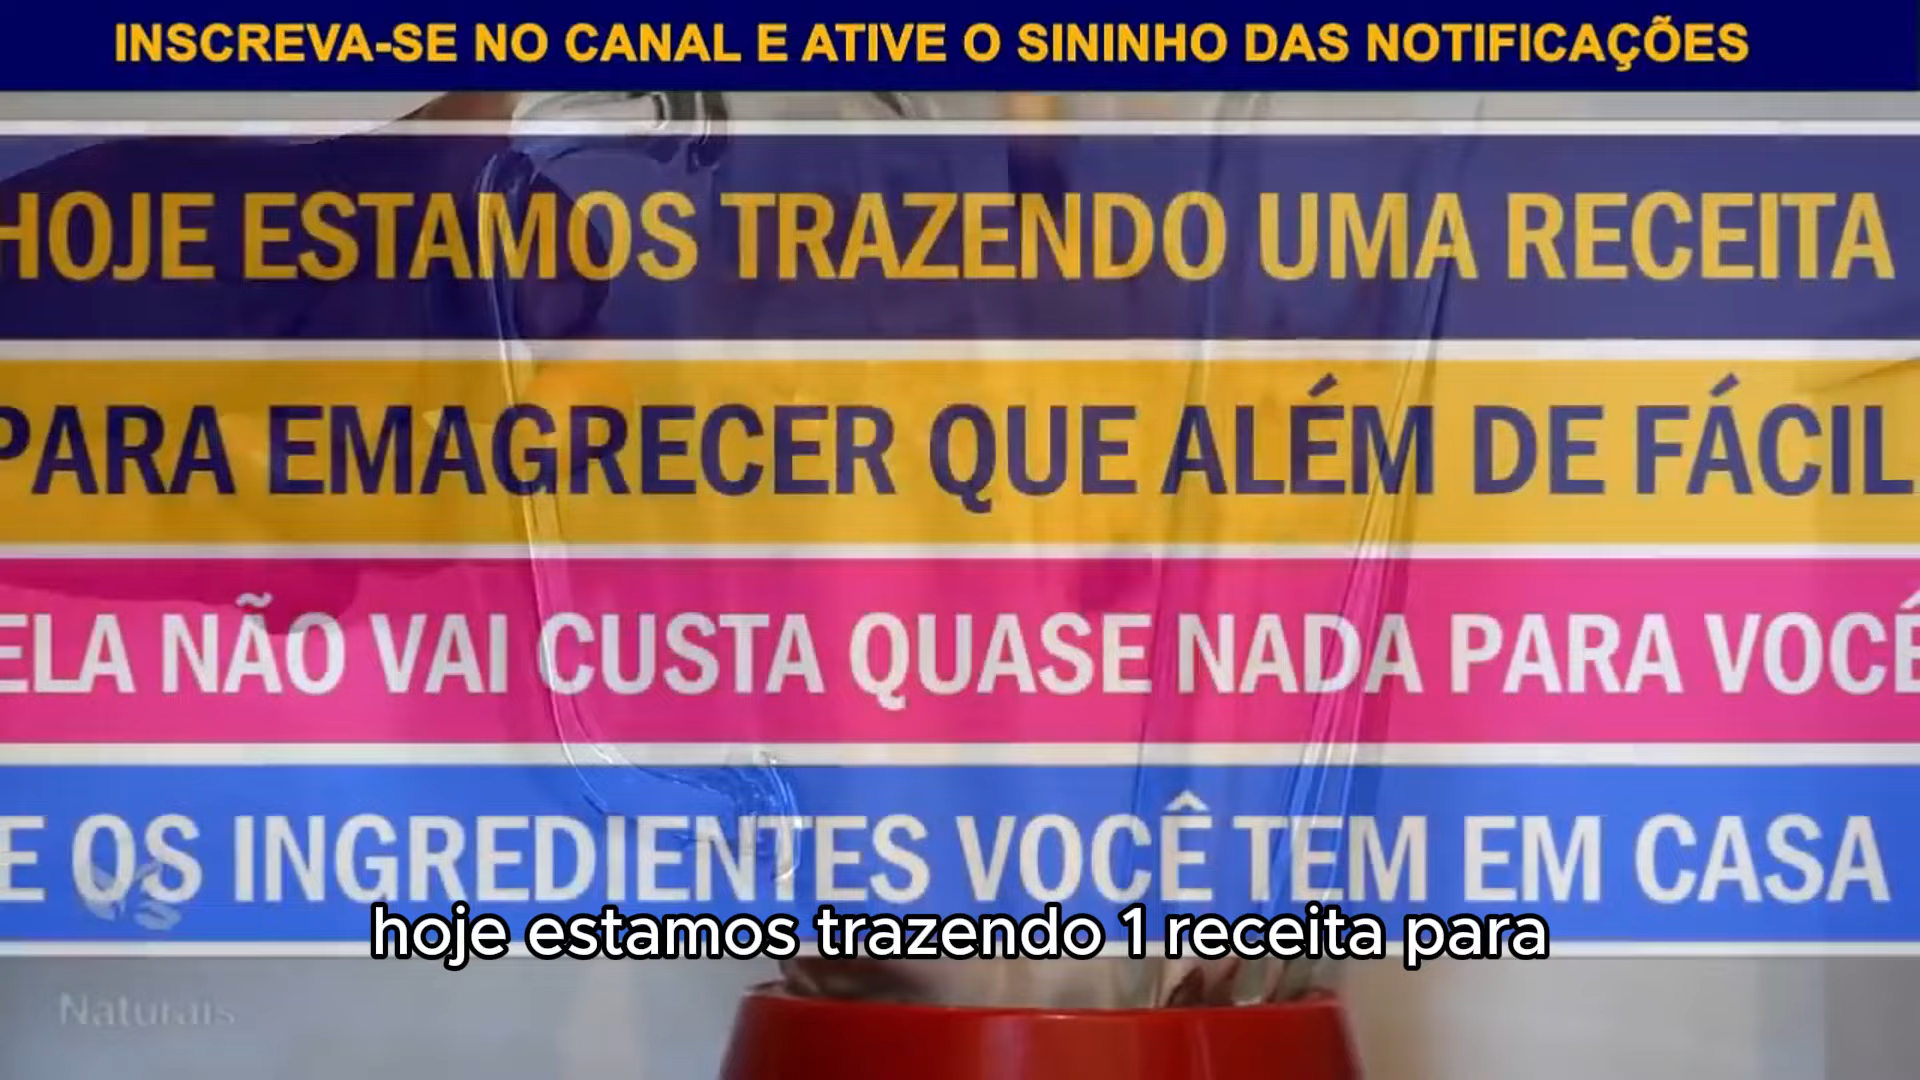 INSCREVA-SE NO CANAL E ATIVE O SININHO DAS NOTIFICAÇÕES
HOJE ESTAMOS TRAZENDO UMA RECEITA
PARA EMAGRECER QUE ALÉM DE FÁCIL
ELA NÃO VAI CUSTA QUASE NADA PARA VOCÊ
E OS INGREDIENTES VOCÊ TEM EM CASA
hoje estamos trazendo 1 receita para
Naturais